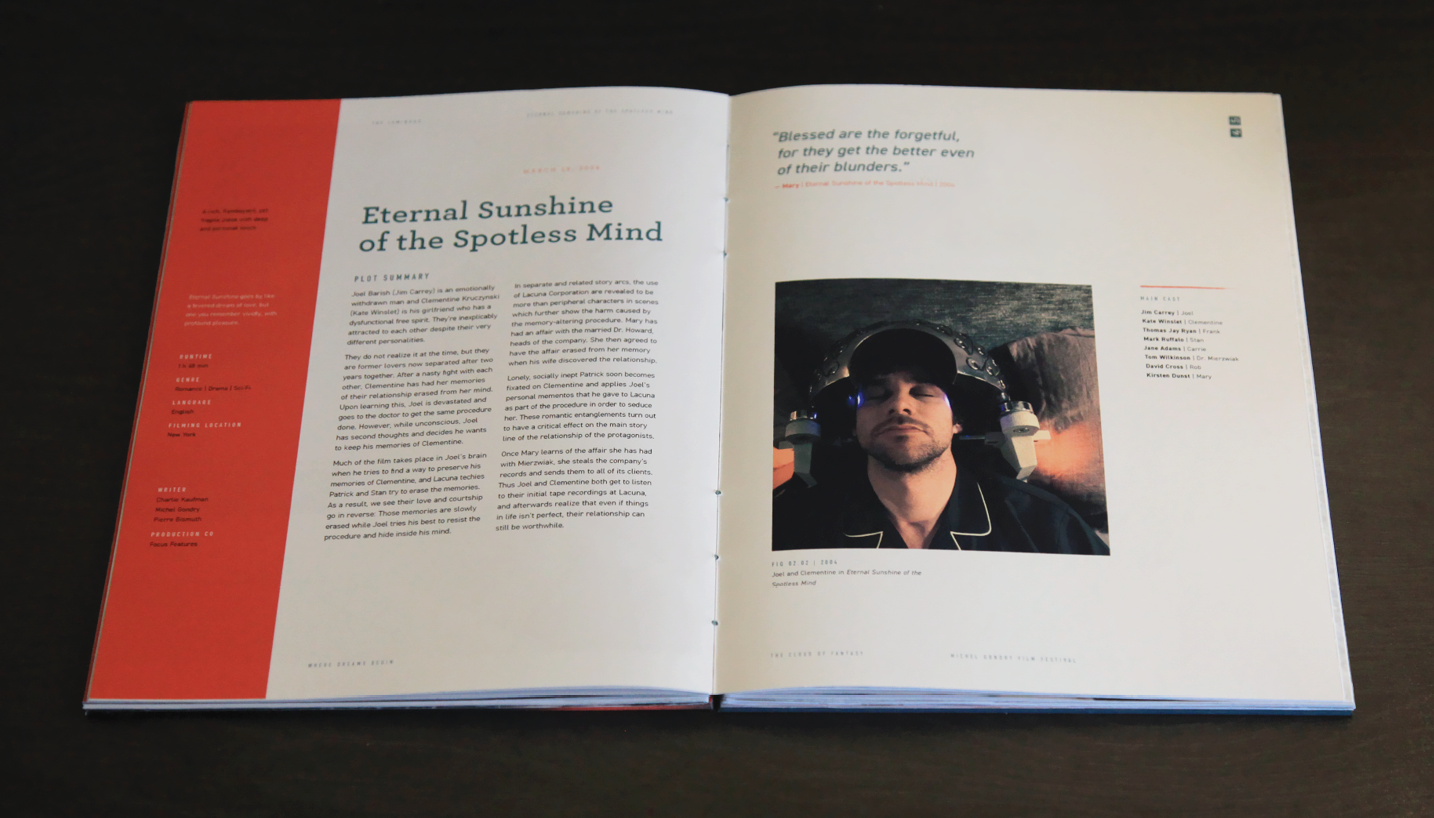 THE LUMINOUS
ETERNAL SUNSHINE OF THE SPOTLESS MIND
MARCH 19, 2004
Eternal Sunshine
of the Spotless Mind
PLOT SUMMARY
Joel Barish (Jim Carrey) is an emotionally
withdrawn man and Clementine Kruczynski
(Kate Winslet) is his girlfriend who has a
dysfunctional free spirit. They're inexplicably
attracted to each other despite their very
different personalities.
They do not realize it at the time, but they
are former lovers now separated after two
years together. After a nasty fight with each
other, Clementine has had her memories
of their relationship erased from her mind.
Upon learning this, Joel is devastated and
goes to the doctor to get the same procedure
done. However, while unconscious, Joel
has second thoughts and decides he wants
to keep his memories of Clementine.
Much of the film takes place in Joel's brain
when he tries to find a way to preserve his
memories of Clementine, and Lacuna techies
Patrick and Stan try to erase the memories.
As a result, we see their love and courtship
go in reverse: Those memories are slowly
erased while Joel tries his best to resist the
procedure and hide inside his mind.
In separate and related story arcs, the use
of Lacuna Corporation are revealed to be
more than peripheral characters in scenes
which further show the harm caused by
the memory-altering procedure. Mary has
had an affair with the married Dr. Howard,
heads of the company. She then agreed to
have the affair erased from her memory
when his wife discovered the relationship.
Lonely, socially inept Patrick soon becomes
fixated on Clementine and applies Joel's
personal mementos that he gave to Lacuna
as part of the procedure in order to seduce
her. These romantic entanglements turn out
to have a critical effect on the main story
line of the relationship of the protagonists.
Once Mary learns of the affair she has had
with Mierzwiak, she steals the company's
records and sends them to all of its clients.
Thus Joel and Clementine both get to listen
to their initial tape recordings at Lacuna,
and afterwards realize that even if things
in life isn't perfect, their relationship can
still be worthwhile.
and personal touch.
Eternal Sunshine goes by like
a fevered dream of love, but
one you remember vividly, with
RUNTIME
1h 48 min
GENRE
Romance | Drama | Sci-Fi
LANGUAGE
English
FILMING LOCATION
New York
WRITER
Charlie Kaufman
Michel Gondry
Pierre Bismuth
PRODUCTION CO
Focus Features
WHERE DREAMS BEGIN
"Blessed are the forgetful,
for they get the better even
of their blunders."
— Mary | Eternal Sunshine of the Spotless Mind | 2004
MAIN CAST
Jim Carrey | Joel
Kate Winslet | Clementine
Thomas Jay Ryan | Frank
Mark Ruffalo | Stan
Jane Adams | Carrie
Tom Wilkinson | Dr. Mierzwiak
David Cross | Rob
Kirsten Dunst | Mary
FIG 02.02 | 2004
Joel and Clementine in Eternal Sunshine of the
Spotless Mind
THE CLOUD OF FANTASY
MICHEL GONDRY FILM FESTIVAL